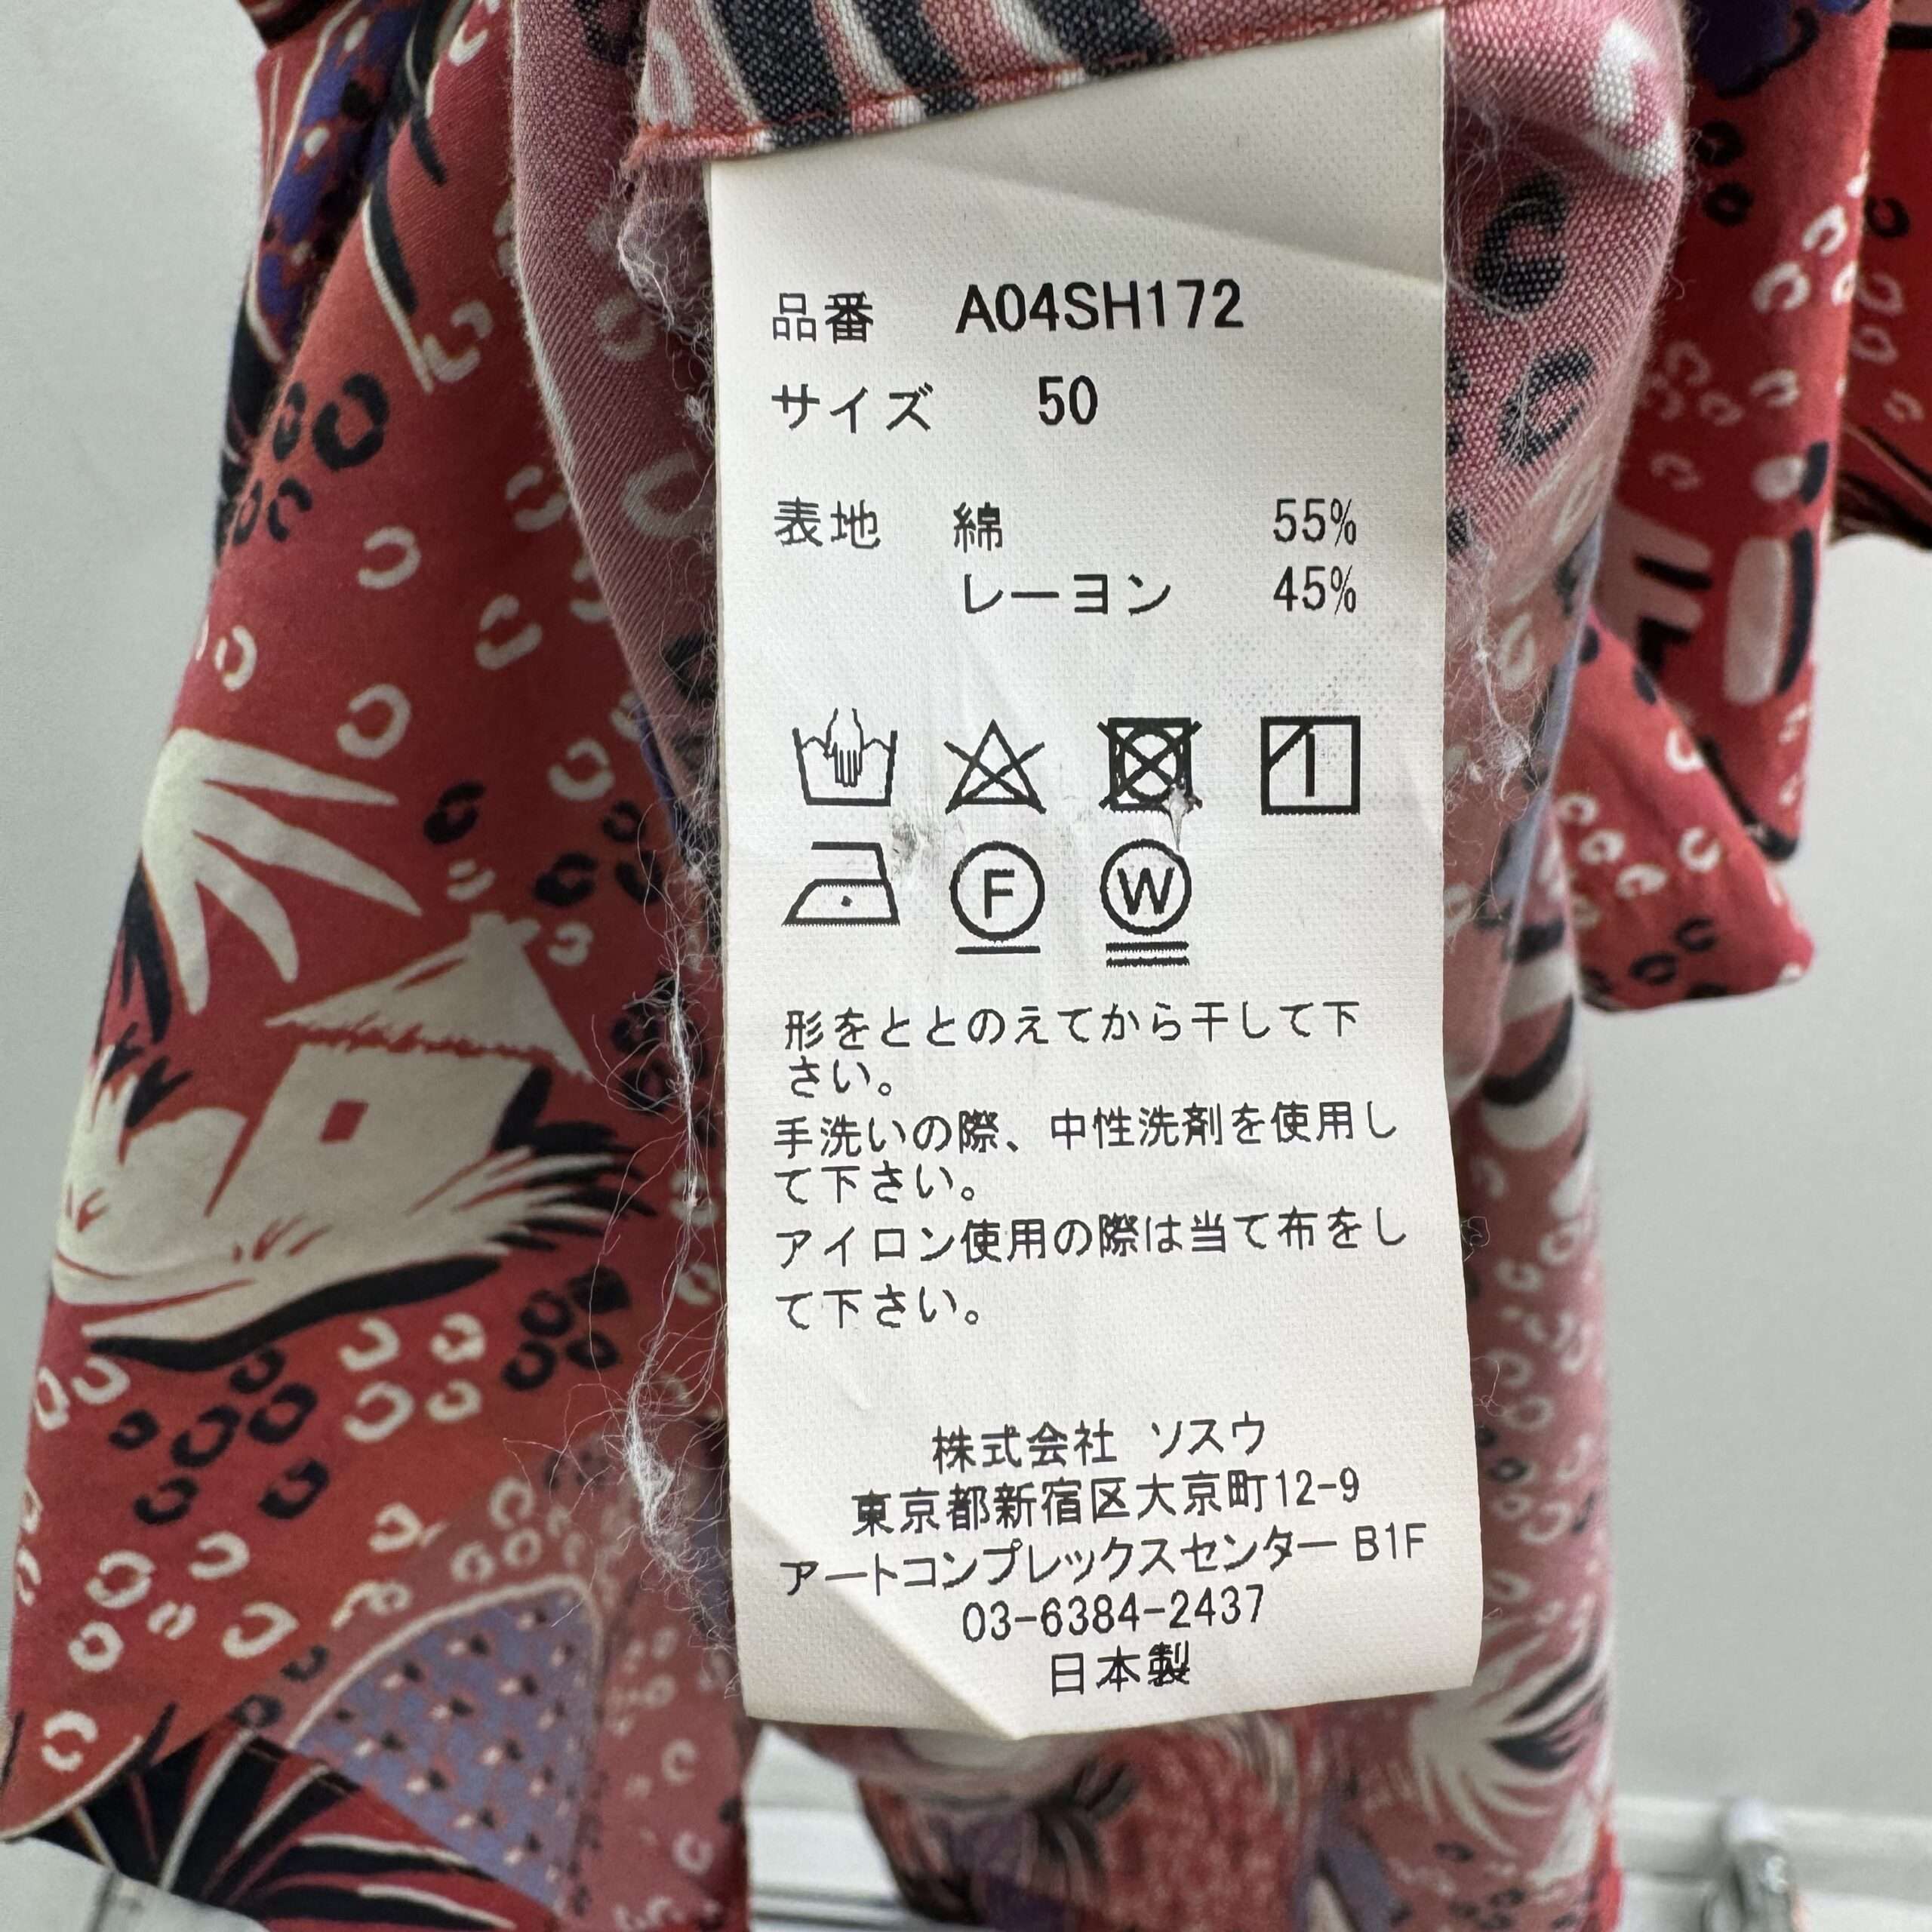 品番 A04SH172
サイズ 50
表地 綿 55%
レーヨン 45%
1
F W
形をととのえてから干して下
さい。
手洗いの際、中性洗剤を使用し
て下さい。
アイロン使用の際は当て布をし
て下さい。
株式会社 ソスウ
東京都新宿区大京町12-9
アートコンプレックスセンター B1F
03-6384-2437
日本製